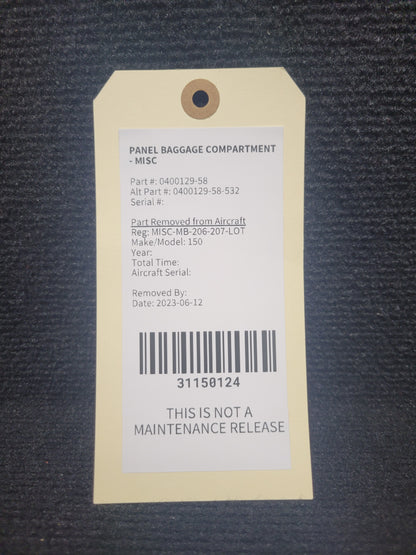 PANEL BAGGAGE COMPARTMENT
- MISC
Part #: 0400129-58
Alt Part #: 0400129-58-532
Serial #:
Part Removed from Aircraft
Reg: MISC-MB-206-207-LOT
Make/Model: 150
Year:
Total Time:
Aircraft Serial:
Removed By:
Date: 2023-06-12
31150124
THIS IS NOT A
MAINTENANCE RELEASE